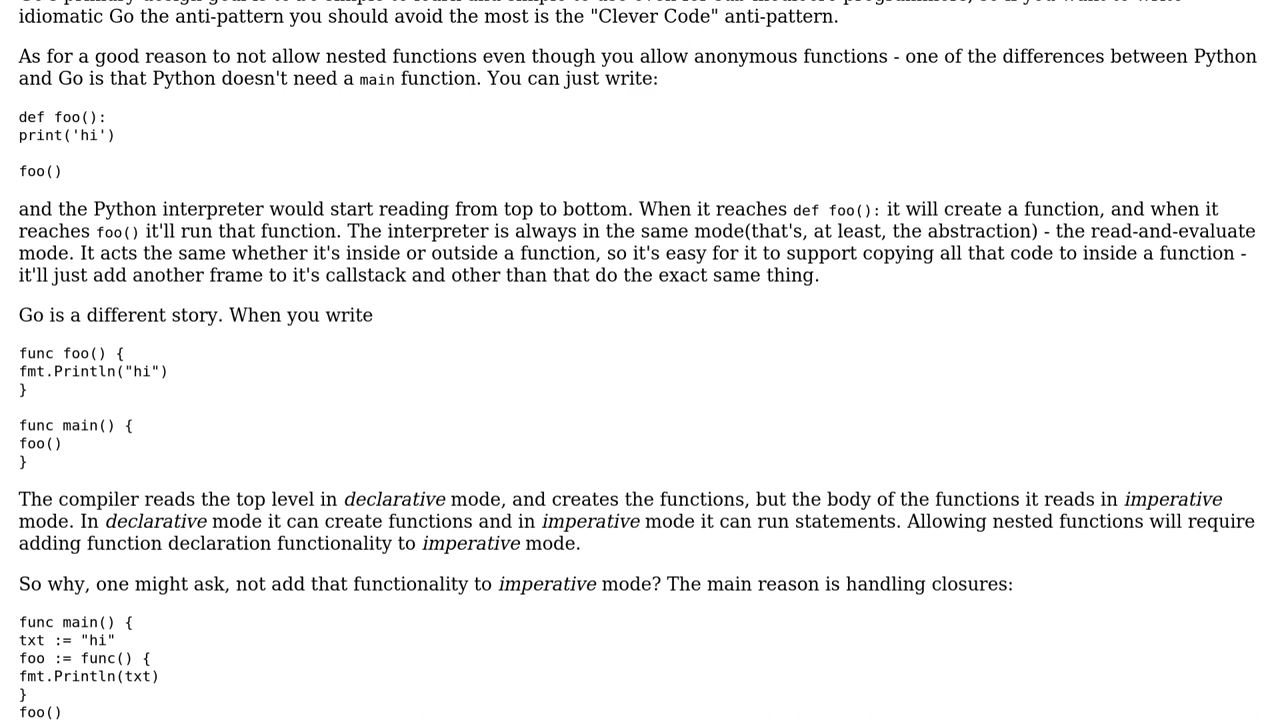 idiomatic Go the anti-pattern you should avoid the most is the "Clever Code" anti-pattern.
As for a good reason to not allow nested functions even though you allow anonymous functions - one of the differences between Python
and Go is that Python doesn't need a main function. You can just write:
def foo():
print('hi')
foo()
and the Python interpreter would start reading from top to bottom. When it reaches def foo(): it will create a function, and when it
reaches foo() it'll run that function. The interpreter is always in the same mode(that's, at least, the abstraction) - the read-and-evaluate
mode. It acts the same whether it's inside or outside a function, so it's easy for it to support copying all that code to inside a function -
it'll just add another frame to it's callstack and other than that do the exact same thing.
Go is a different story. When you write
func foo() {
fmt.Println("hi")
}
func main() {
foo()
}
The compiler reads the top level in declarative mode, and creates the functions, but the body of the functions it reads in imperative
mode. In declarative mode it can create functions and in imperative mode it can run statements. Allowing nested functions will require
adding function declaration functionality to imperative mode.
So why, one might ask, not add that functionality to imperative mode? The main reason is handling closures:
func main() {
txt := "hi"
foo := func() {
fmt.Println(txt)
}
foo()